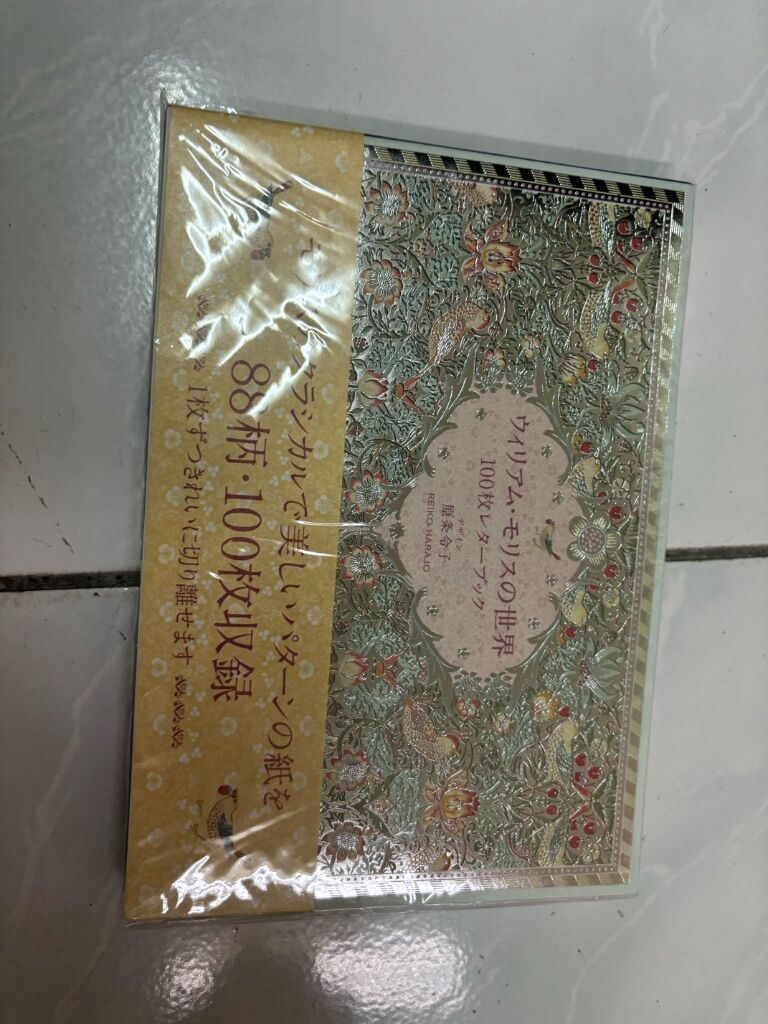 ウィリアム・モリスの世界
100枚レターブック
デザイン
原条令子
REIKO HARAJO
クラシカルで美しいパターンの紙を
88柄・100枚収録
1枚ずつきれいに切り離せます